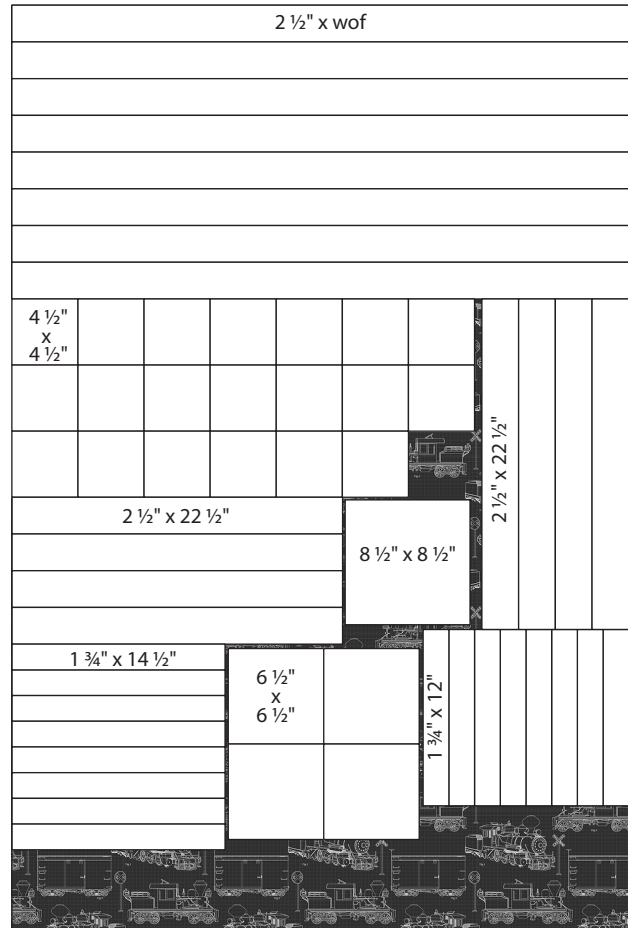 2 ½" x wof
4 ½"
x
4 ½"
2 ½" x 22 ½"
2 ½" x 22 ½"
8 ½" x 8 ½"
1 ¾" x 14 ½"
6 ½"
x
6 ½"
1 ¾" x 12"